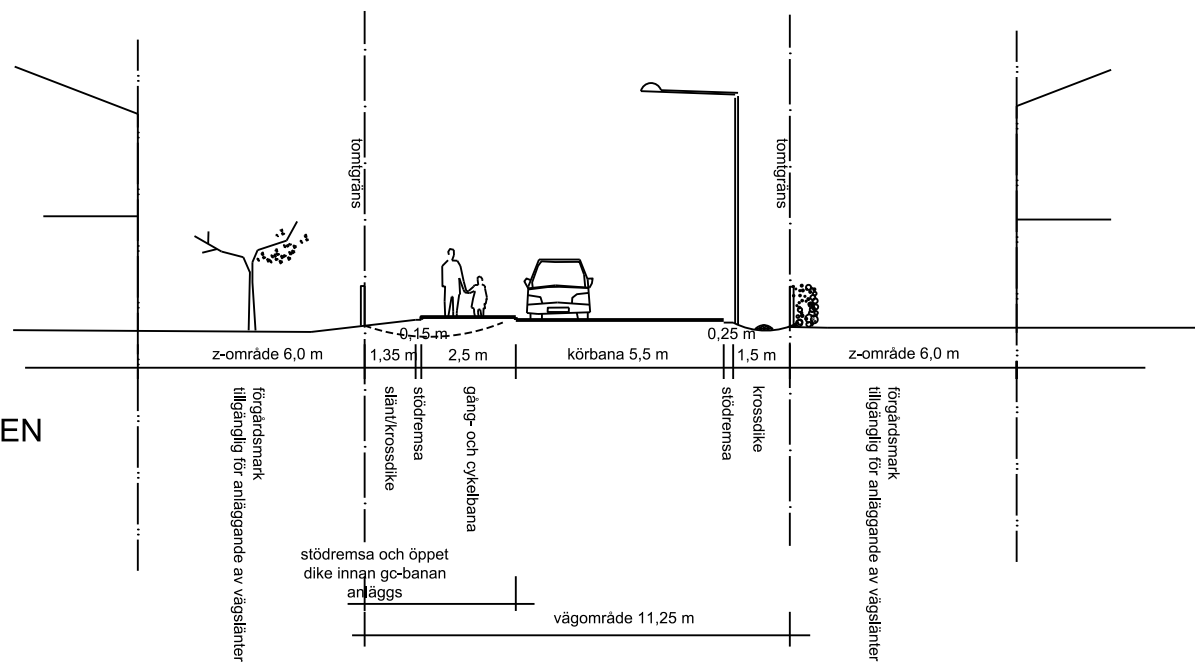 tomtgräns
tomtgräns
0,15 m
0,25 m
z-område 6,0 m
1,35 m
2,5 m
körbana 5,5 m
1,5 m
z-område 6,0 m
EN
förgårdsmark
tillgänglig för anläggande av vägslänter
slänt/krossdike
stödremsa
gång- och cykelbana
stödremsa
krossdike
förgårdsmark
tillgänglig för anläggande av vägslänter
stödremsa och öppet
dike innan gc-banan
anläggs
vägområde 11,25 m